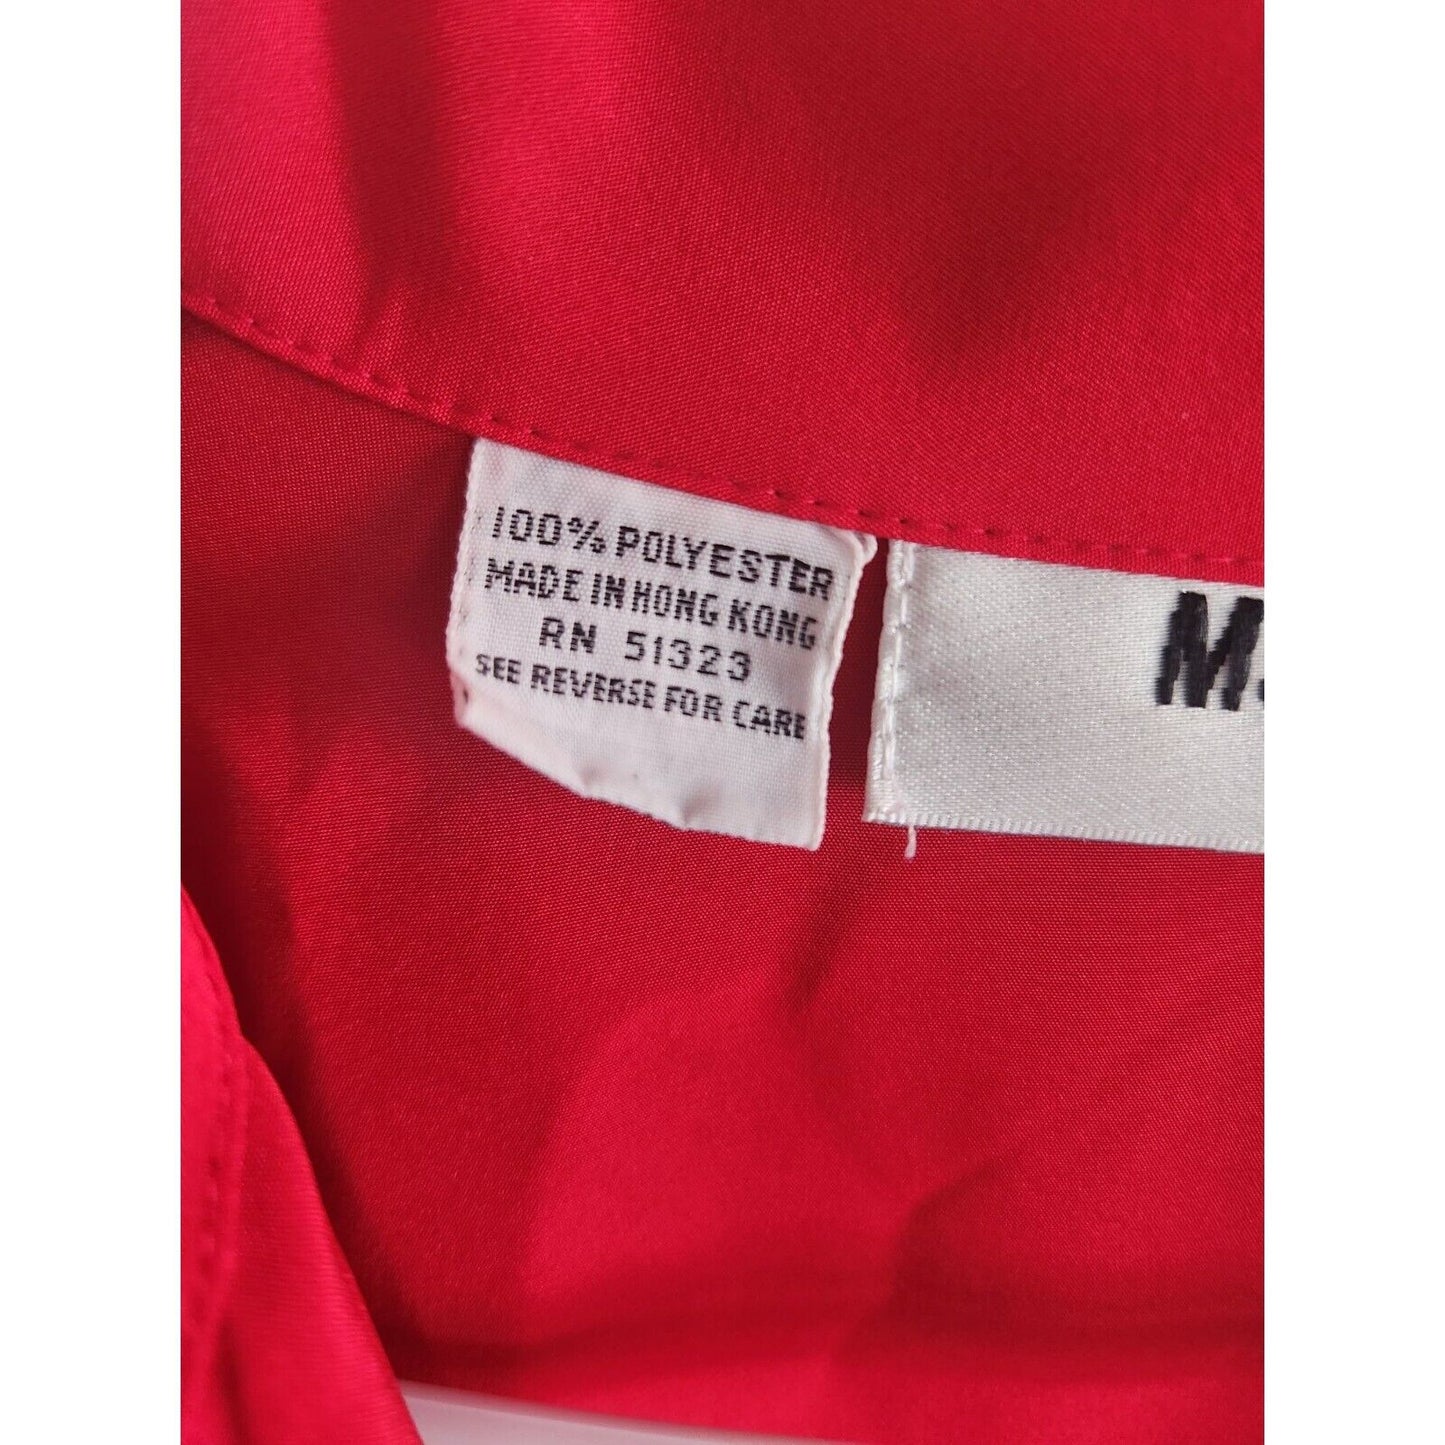 100% POLYESTER
MADE IN HONG KONG
RN 51323
SEE REVERSE FOR CARE